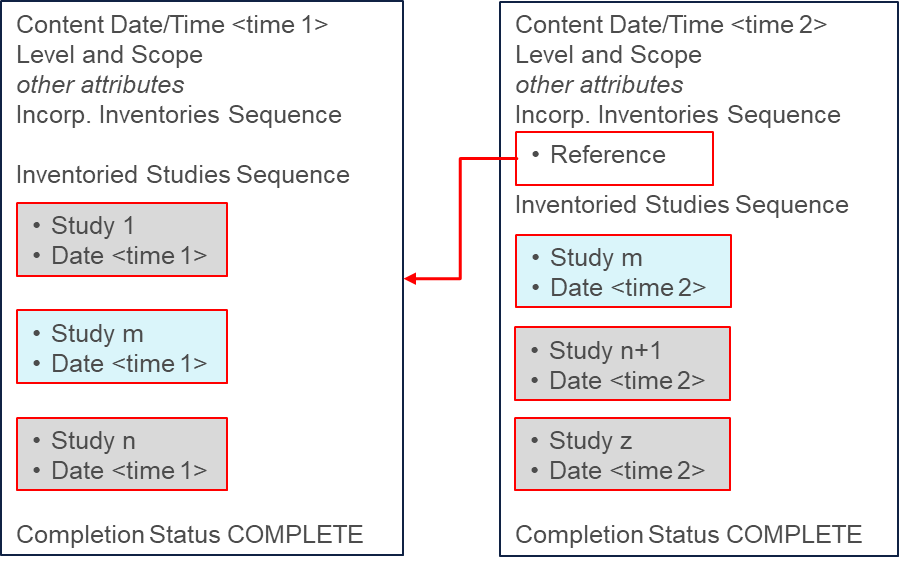 Content Date/Time <time 1>
Level and Scope
other attributes
Incorp. Inventories Sequence
Inventoried Studies Sequence
• Study 1
• Date <time 1>
• Study m
• Date <time 1>
• Study n
• Date <time 1>
Completion Status COMPLETE
Content Date/Time <time 2>
Level and Scope
other attributes
Incorp. Inventories Sequence
• Reference
Inventoried Studies Sequence
• Study m
• Date <time 2>
• Study n+1
• Date <time 2>
• Study z
• Date <time 2>
Completion Status COMPLETE